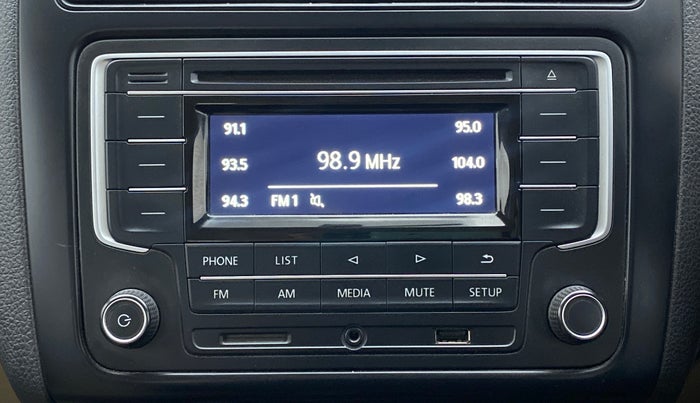 91.1 95.0
93.5 98.9 MHz 104.0
94.3 FM1 98.3
PHONE LIST
FM AM MEDIA MUTE SETUP